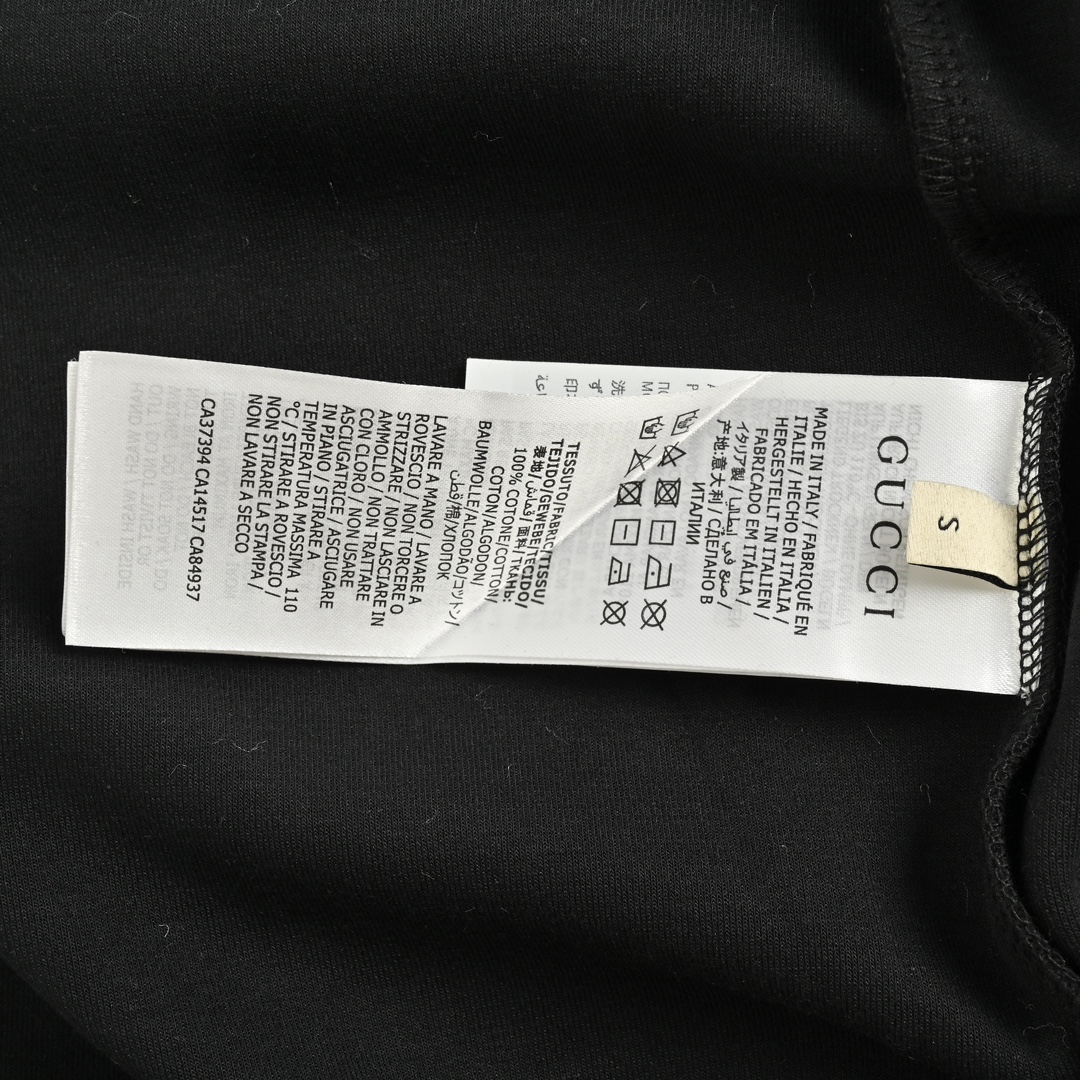 GUCCI
S
MADE IN ITALY / FABRIQUÉ EN
ITALIE / HECHO EN ITALIA /
HERGESTELLT IN ITALIEN /
FABRICADO EM ITÁLIA /
イタリア製 / صنع في إيطاليا /
产地:意大利 / СДЕЛАНО В
ИТАЛИИ
TESSUTO/FABRIC/TISSU/
TEJIDO/GEWEBE/TECIDO/
表地/قماش/面料/ТКАНЬ:
100% COTONE/COTTON/
COTON/ALGODON/
BAUMWOLLE/ALGODÃO/コットン/
قطن/棉/ХЛОПОК
LAVARE A MANO / LAVARE A
ROVESCIO / NON TORCERE O
STRIZZARE / NON LASCIARE IN
AMMOLLO / NON TRATTARE
CON CLORO / NON USARE
ASCIUGATRICE / ASCIUGARE
IN PIANO / STIRARE A
TEMPERATURA MASSIMA 110
°C/ STIRARE A ROVESCIO /
NON STIRARE LA STAMPA /
NON LAVARE A SECCO
CA37394 CA14517 CA84937